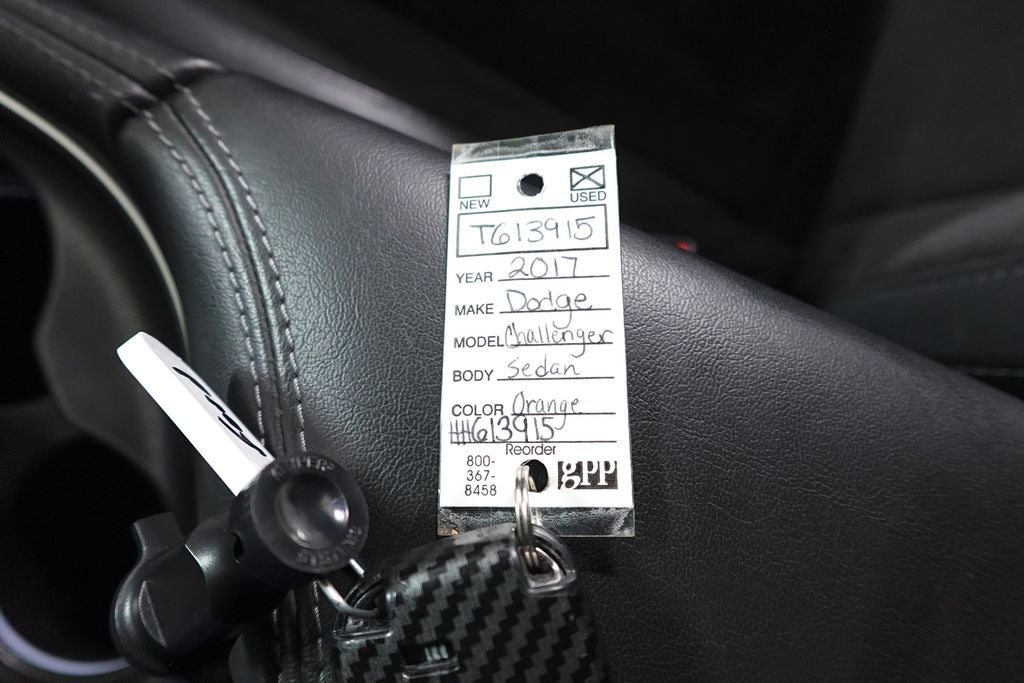 NEW USED
T613915
YEAR 2017
MAKE Dodge
MODEL Challenger
BODY Sedan
COLOR Orange
#613915
Reorder
800-
367-
8458
gpp